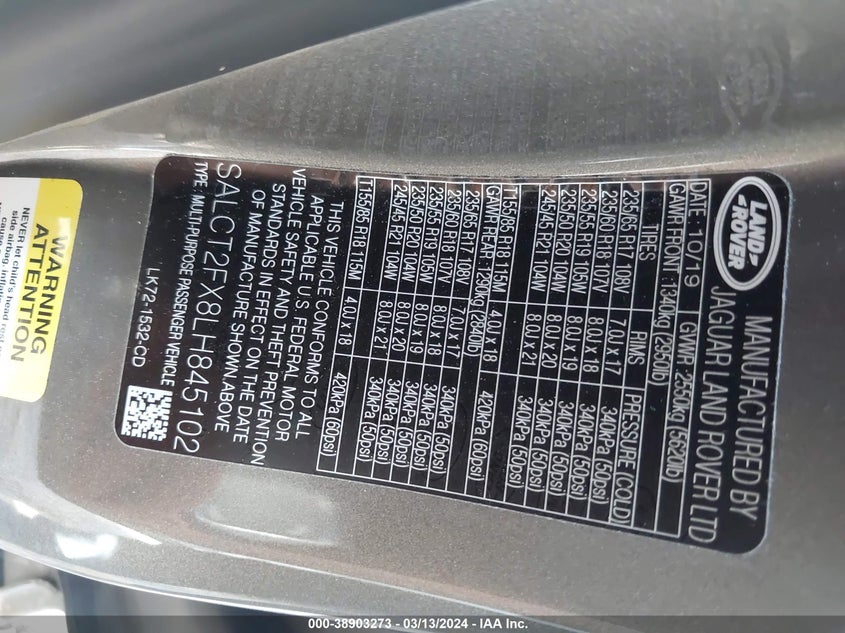 LAND ROVER
MANUFACTURED BY
JAGUAR LAND ROVER LTD
DATE: 10/19 GVWR: 2550kg (5620lb)
GAWR FRONT: 1340kg (2950lb)
TIRES RIMS PRESSURE (COLD)
235/65 R17 108V 7.0J x 17 340kPa (50psi)
235/60 R18 107V 8.0J x 18 340kPa (50psi)
235/55 R19 105W 8.0J x 19 340kPa (50psi)
235/50 R20 104W 8.0J x 20 340kPa (50psi)
245/45 R21 104W 8.0J x 21 340kPa (50psi)
T155/85 R18 115M 4.0J x 18 420kPa (60psi)
GAWR REAR: 1290kg (2840lb)
235/65 R17 108V 7.0J x 17 340kPa (50psi)
235/60 R18 107V 8.0J x 18 340kPa (50psi)
235/55 R19 105W 8.0J x 19 340kPa (50psi)
235/50 R20 104W 8.0J x 20 340kPa (50psi)
245/45 R21 104W 8.0J x 21 340kPa (50psi)
T155/85 R18 115M 4.0J x 18 420kPa (60psi)
THIS VEHICLE CONFORMS TO ALL
APPLICABLE U.S. FEDERAL MOTOR
VEHICLE SAFETY AND THEFT PREVENTION
STANDARDS IN EFFECT ON THE DATE
OF MANUFACTURE SHOWN ABOVE
SALCT2FX8LH845102
TYPE: MULTI-PURPOSE PASSENGER VEHICLE
LK72-1532-CD
WARNING
ATTENTION
NEVER let child's head rest
side airbag. inflation
cause
000-38903273 - 03/13/2024 - IAA Inc.